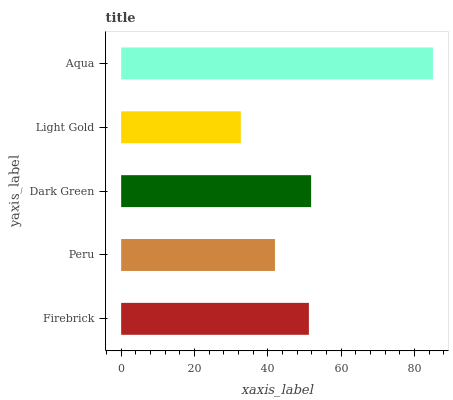 title
yaxis_label
Aqua
Light Gold
Dark Green
Peru
Firebrick
0 20 40 60 80
xaxis_label